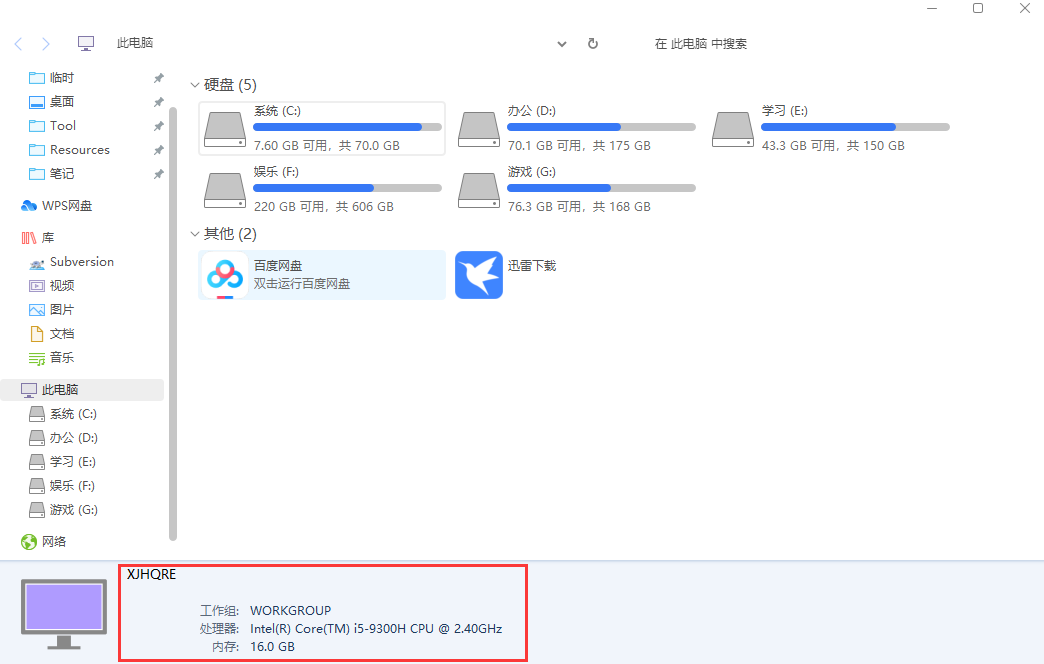 此电脑
在 此电脑 中搜索
临时
桌面
Tool
Resources
笔记
WPS网盘
库
Subversion
视频
图片
文档
音乐
此电脑
系统 (C:)
办公 (D:)
学习 (E:)
娱乐 (F:)
游戏 (G:)
网络
硬盘 (5)
系统 (C:)
7.60 GB 可用，共 70.0 GB
办公 (D:)
70.1 GB 可用，共 175 GB
学习 (E:)
43.3 GB 可用，共 150 GB
娱乐 (F:)
220 GB 可用，共 606 GB
游戏 (G:)
76.3 GB 可用，共 168 GB
其他 (2)
百度网盘
双击运行百度网盘
迅雷下载
XJHQRE
工作组: WORKGROUP
处理器: Intel(R) Core(TM) i5-9300H CPU @ 2.40GHz
内存: 16.0 GB